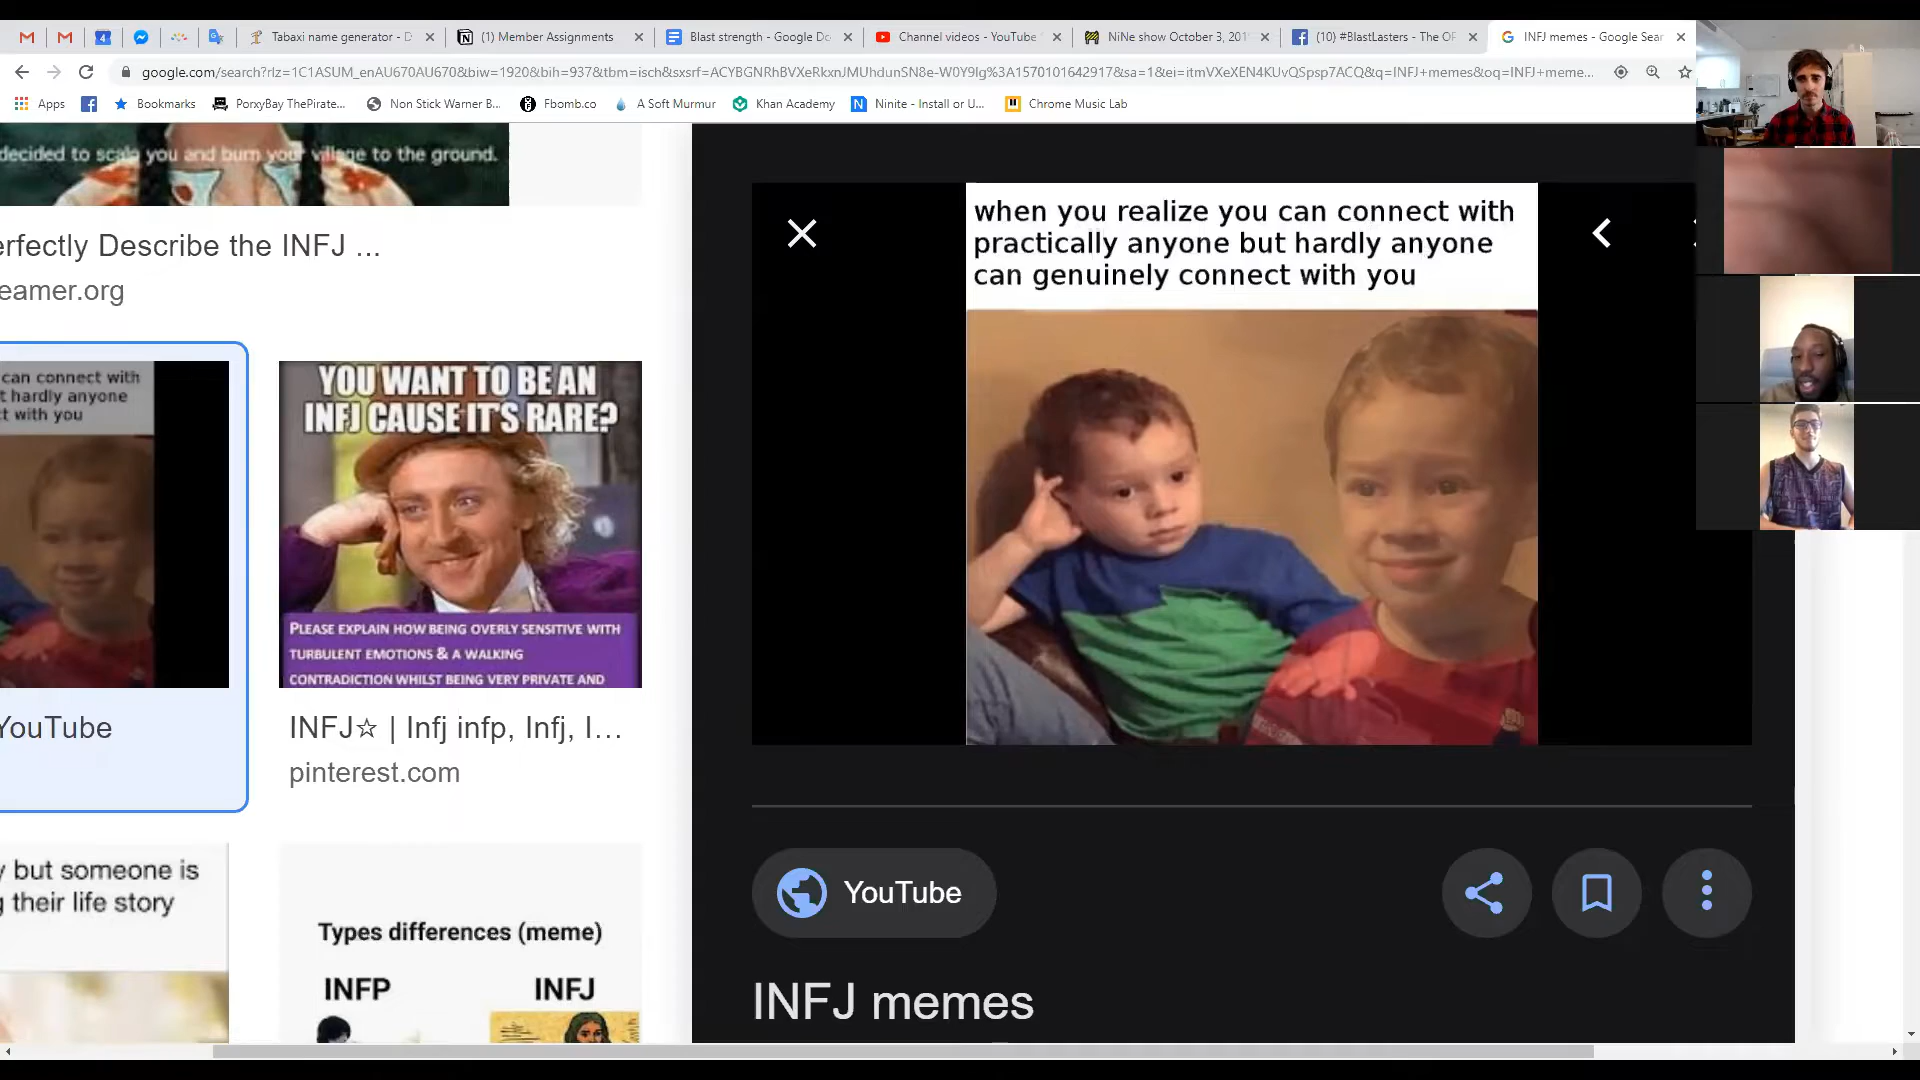 Tabaxi name generator - D
(1) Member Assignments
Blast strength - Google Do
Channel videos - YouTube
NiNe show October 3, 201
(10) #BlastLasters - The OF
INFJ memes - Google Sear
google.com/search?rlz=1C1ASUM_enAU670AU670&biw=1920&bih=937&tbm=isch&sxsrf=ACYBGNRhBVXeRkxnJMUhdunSN8e-W0Y9Ig%3A1570101642917&sa=1&ei=itmVXeXEN4KUvQSpsp7ACQ&q=INFJ+memes&oq=INFJ+meme...
Apps
Bookmarks
PorxyBay ThePirate...
Non Stick Warner B...
Fbomb.co
A Soft Murmur
Khan Academy
Ninite - Install or U...
Chrome Music Lab
decided to scalp you and burn your village to the ground.
erfectly Describe the INFJ ...
eamer.org
can connect with
t hardly anyone
ct with you
YouTube
YOU WANT TO BE AN
INFJ CAUSE IT'S RARE?
PLEASE EXPLAIN HOW BEING OVERLY SENSITIVE WITH
TURBULENT EMOTIONS & A WALKING
CONTRADICTION WHILST BEING VERY PRIVATE AND
INFJ☆ | Infj infp, Infj, I...
pinterest.com
y but someone is
g their life story
Types differences (meme)
INFP
INFJ
when you realize you can connect with
practically anyone but hardly anyone
can genuinely connect with you
YouTube
INFJ memes